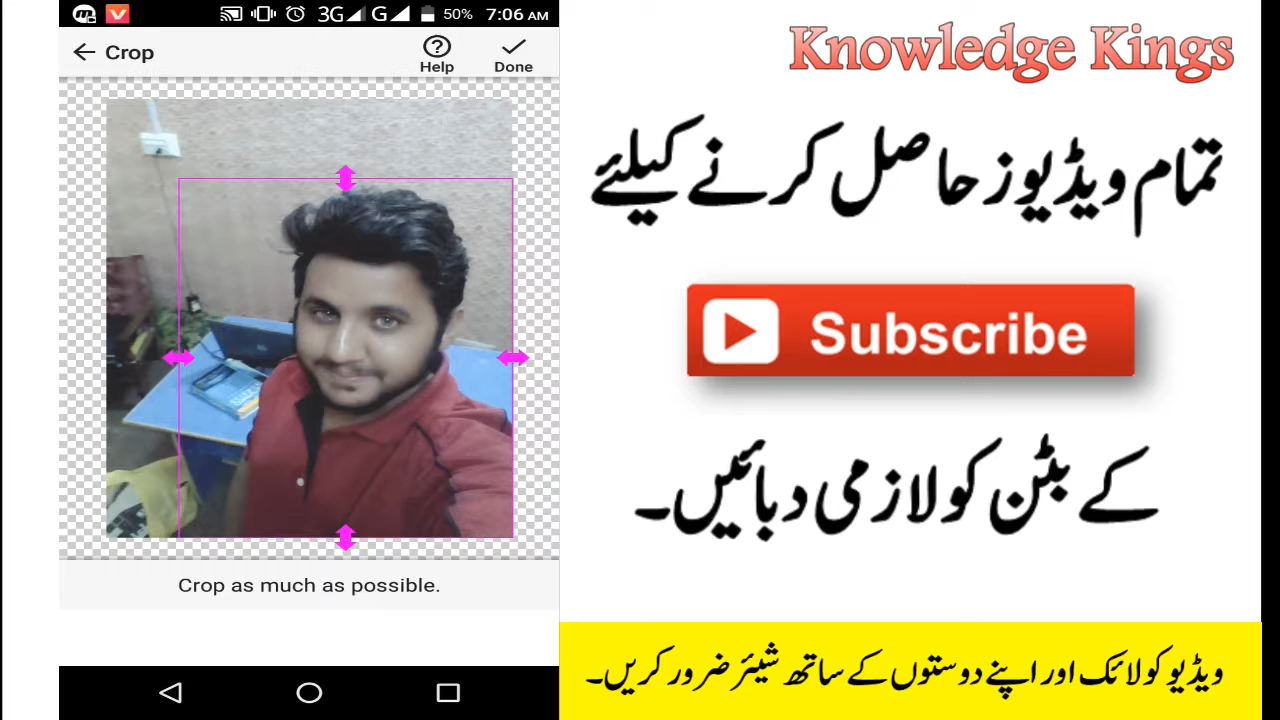 3G G 50% 7:06 AM
Crop
Help
Done
Crop as much as possible.
Knowledge Kings
تمام ویڈیوز حاصل کرنے کیلئے
Subscribe
کے بٹن کو لازمی دبائیں۔
ویڈیو کو لائک اور اپنے دوستوں کے ساتھ شیئر ضرور کریں۔